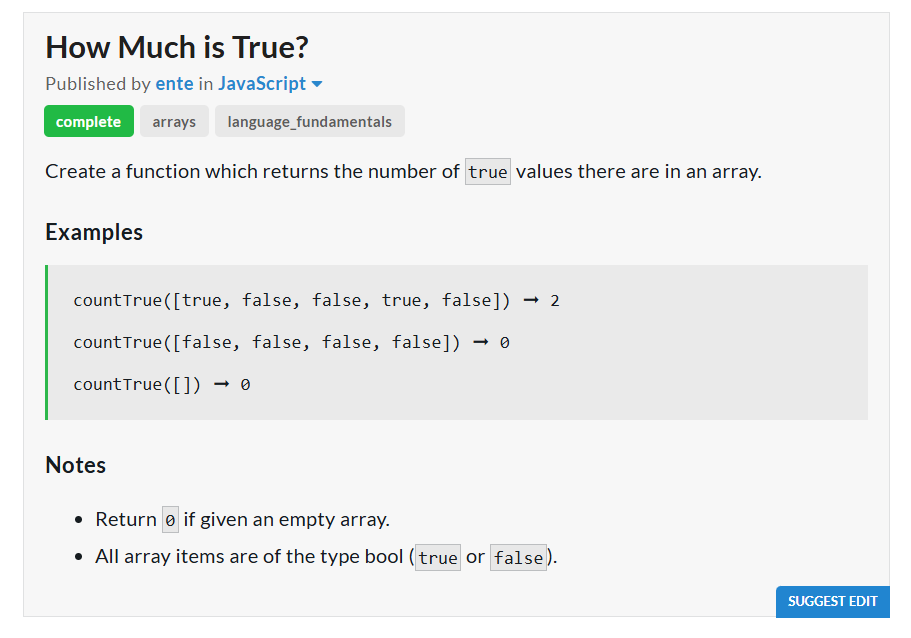 How Much is True?
Published by ente in JavaScript
complete arrays language_fundamentals
Create a function which returns the number of true values there are in an array.
Examples
countTrue([true, false, false, true, false]) ➞ 2
countTrue([false, false, false, false]) ➞ 0
countTrue([]) ➞ 0
Notes
• Return 0 if given an empty array.
• All array items are of the type bool (true or false).
SUGGEST EDIT